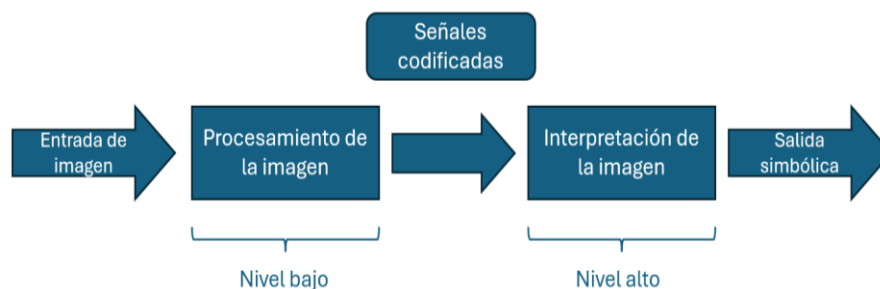 Señales
codificadas
Entrada de
imagen
Procesamiento de
la imagen
Interpretación de
la imagen
Salida
simbólica
Nivel bajo
Nivel alto